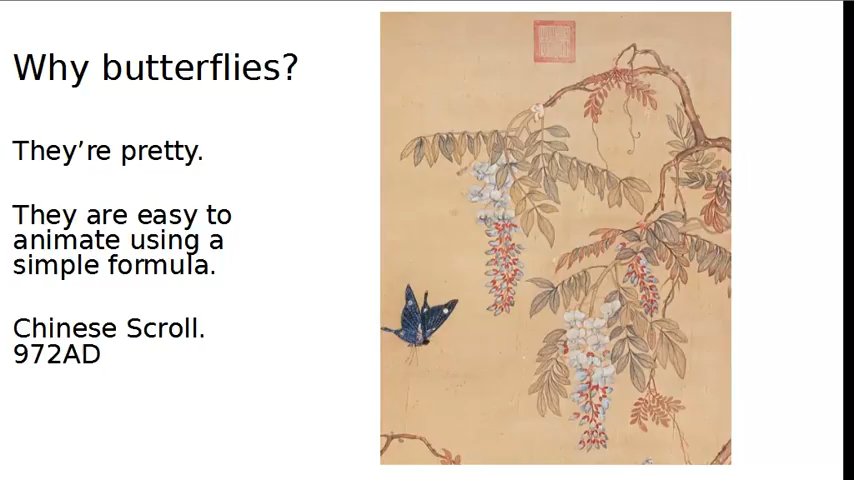 Why butterflies?
They’re pretty.
They are easy to
animate using a
simple formula.
Chinese Scroll.
972AD